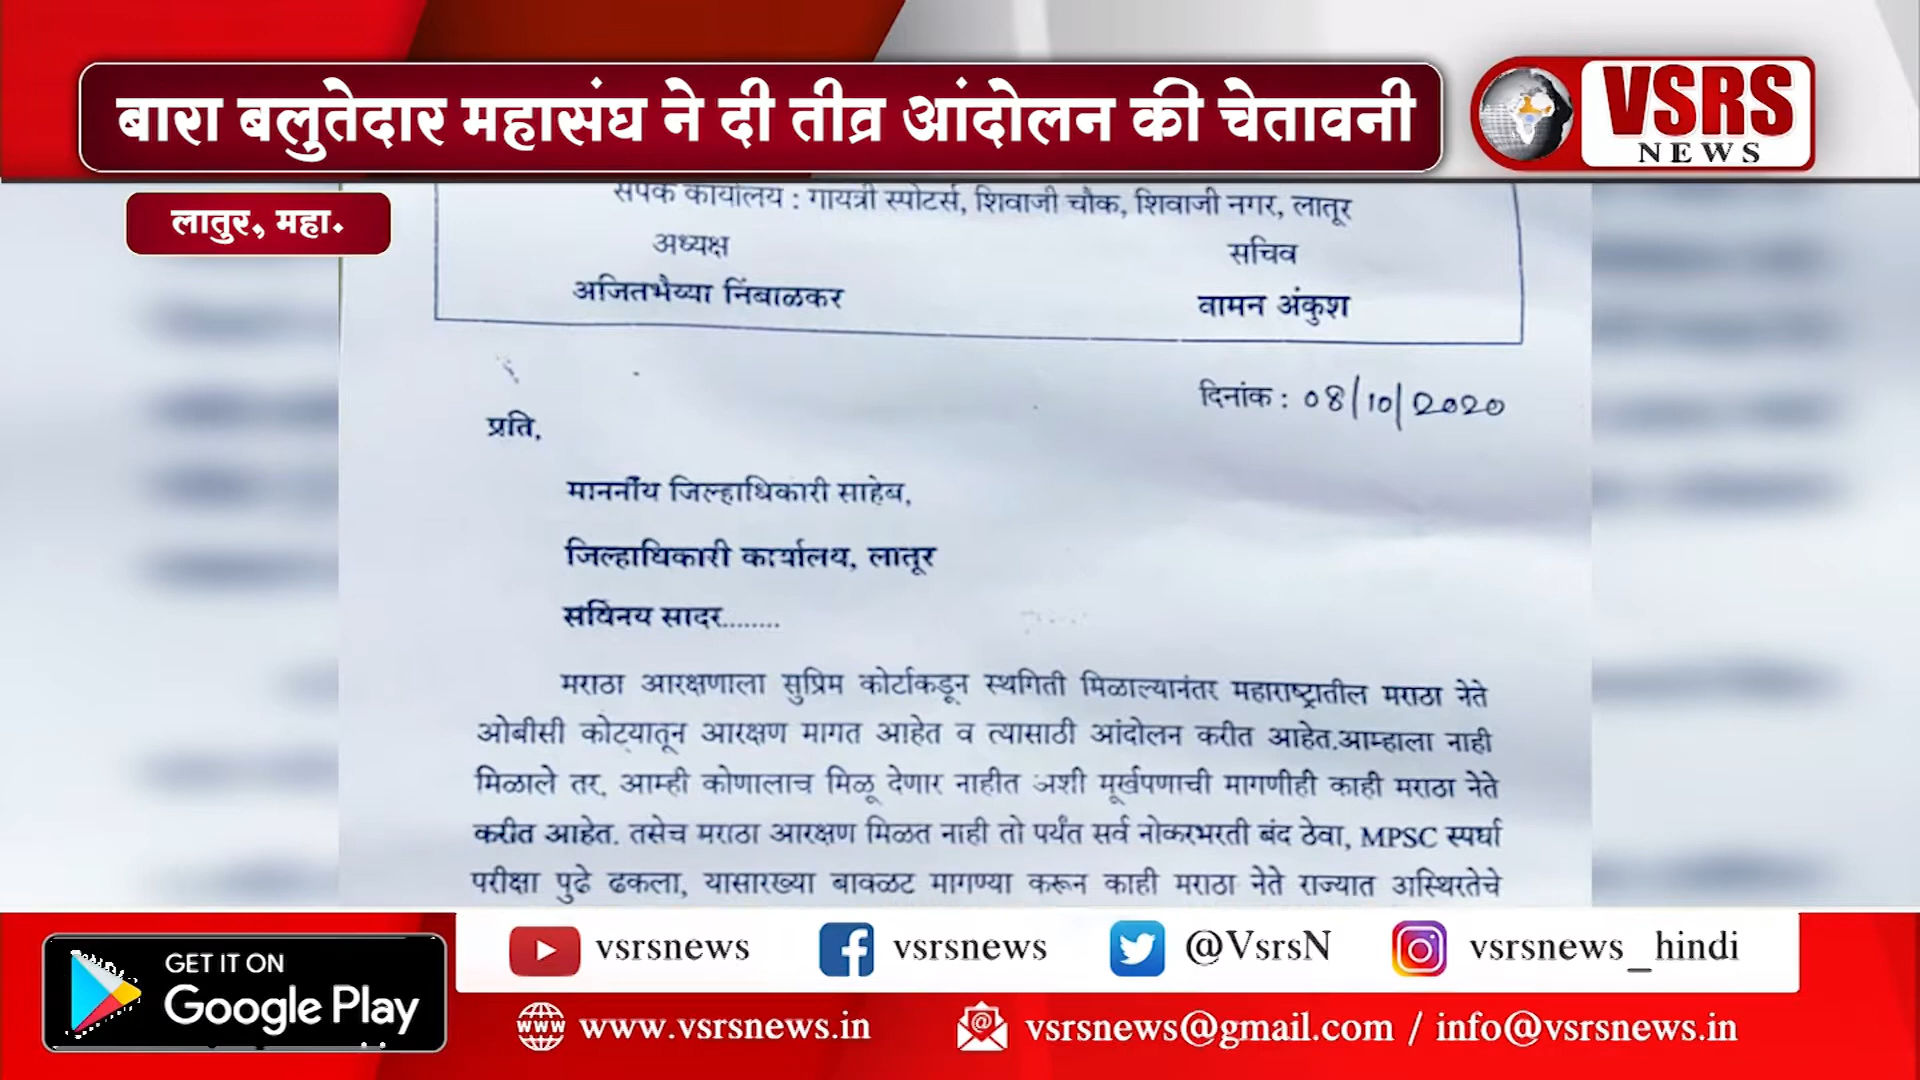 बारा बलुतेदार महासंघ ने दी तीव्र आंदोलन की चेतावनी
VSRS
NEWS
लातुर, महा.
संपर्क कार्यालय : गायत्री स्पोटर्स, शिवाजी चौक, शिवाजी नगर, लातूर
अध्यक्ष
सचिव
अजितभैय्या निंबाळकर
वामन अंकुश
दिनांक : 08/10/2020
प्रति,
माननीय जिल्हाधिकारी साहेब,
जिल्हाधिकारी कार्यालय, लातूर
सविनय सादर........
मराठा आरक्षणाला सुप्रिम कोर्टाकडून स्थगिती मिळाल्यानंतर महाराष्ट्रातील मराठा नेते
ओबीसी कोटयातून आरक्षण मागत आहेत व त्यासाठी आंदोलन करीत आहेत.आम्हाला नाही
मिळाले तर, आम्ही कोणालाच मिळू देणार नाहीत अशी मूर्खपणाची मागणीही काही मराठा नेते
करीत आहेत. तसेच मराठा आरक्षण मिळत नाही तो पर्यंत सर्व नोकरभरती बंद ठेवा, MPSC स्पर्धा
परीक्षा पुढे ढकला, यासारख्या बावळट मागण्या करून काही मराठा नेते राज्यात अस्थिरतेचे
GET IT ON
Google Play
vsrsnews
vsrsnews
@VsrsN
vsrsnews_hindi
www.vsrsnews.in
vsrsnews@gmail.com / info@vsrsnews.in